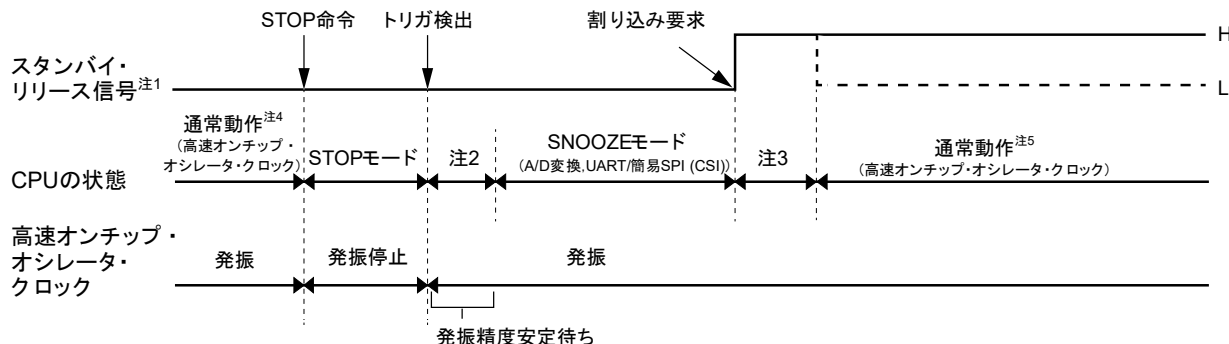 STOP命令
トリガ検出
割り込み要求
H
スタンバイ・
リリース信号注1
L
通常動作注4
(高速オンチップ・
オシレータ・クロック)
STOPモード
注2
SNOOZEモード
(A/D変換,UART/簡易SPI (CSI))
注3
通常動作注5
(高速オンチップ・オシレータ・クロック)
CPUの状態
高速オンチップ・
オシレータ・
クロック
発振
発振停止
発振
発振精度安定待ち